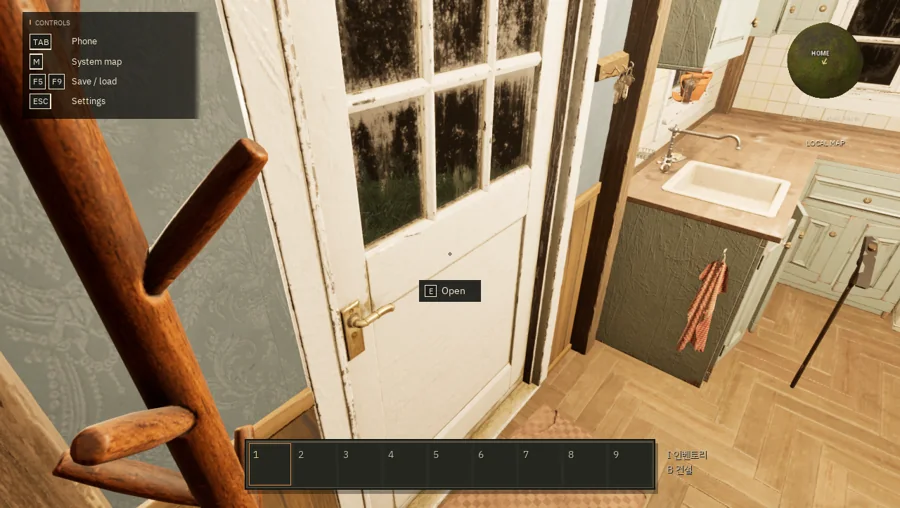 CONTROLS
TAB Phone
M System map
F5 F9 Save / load
ESC Settings
HOME
LOCAL MAP
E Open
1 2 3 4 5 6 7 8 9
I 인벤토리
B 건설